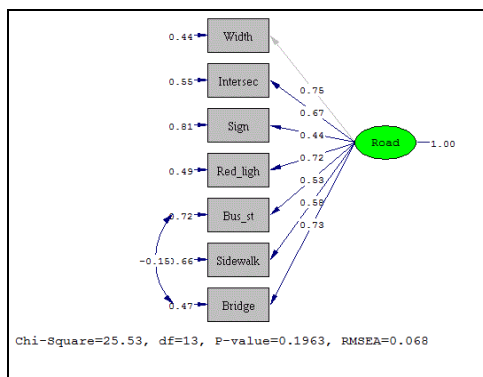 0.44 Width
0.75
0.55 Intersec
0.67
0.81 Sign
0.44
Road 1.00
0.49 Red_ligh
0.72
0.53
0.72 Bus_st
0.58
0.73
-0.15
0.66 Sidewalk
0.47 Bridge
Chi-Square=25.53, df=13, P-value=0.1963, RMSEA=0.068